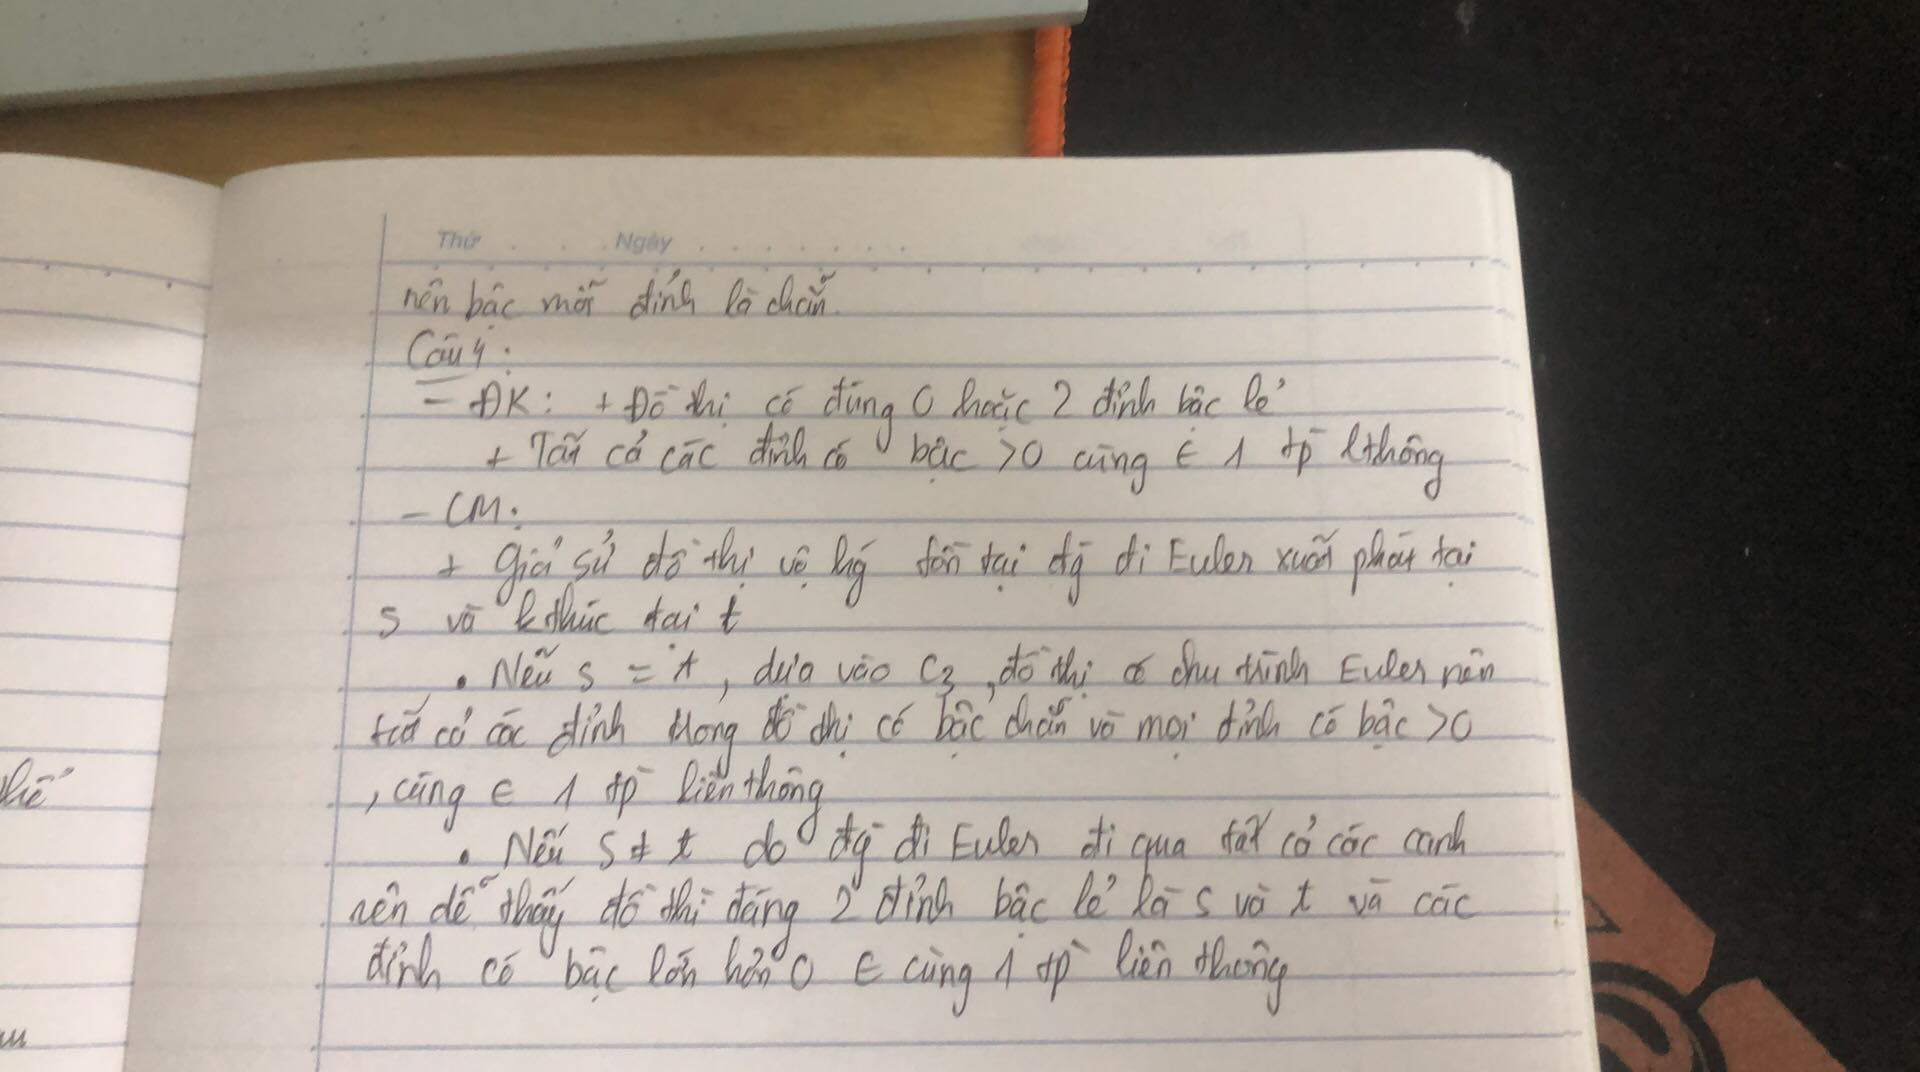 Thứ . . . Ngày . . . . . . .
nên bậc mỗi đỉnh là chẵn.
Câu 4:
- ĐK: + Đồ thị có đúng 0 hoặc 2 đỉnh bậc lẻ
+ Tất cả các đỉnh có bậc >0 cùng ∈ 1 tp lthông
- CM:
+ Giả sử đồ thị vô hg tồn tại đg đi Euler xuất phát tại
s và kthúc tại t
• Nếu s = t, dựa vào C3, đồ thị có chu trình Euler nên
tất cả các đỉnh trong đồ thị có bậc chẵn và mọi đỉnh có bậc >0
, cùng ∈ 1 tp liên thông
• Nếu s ≠ t do đg đi Euler đi qua tất cả các cạnh
nên dễ thấy đồ thì đúng 2 đỉnh bậc lẻ là s và t và các
đỉnh có bậc lớn hơn 0 ∈ cùng 1 tp liên thông